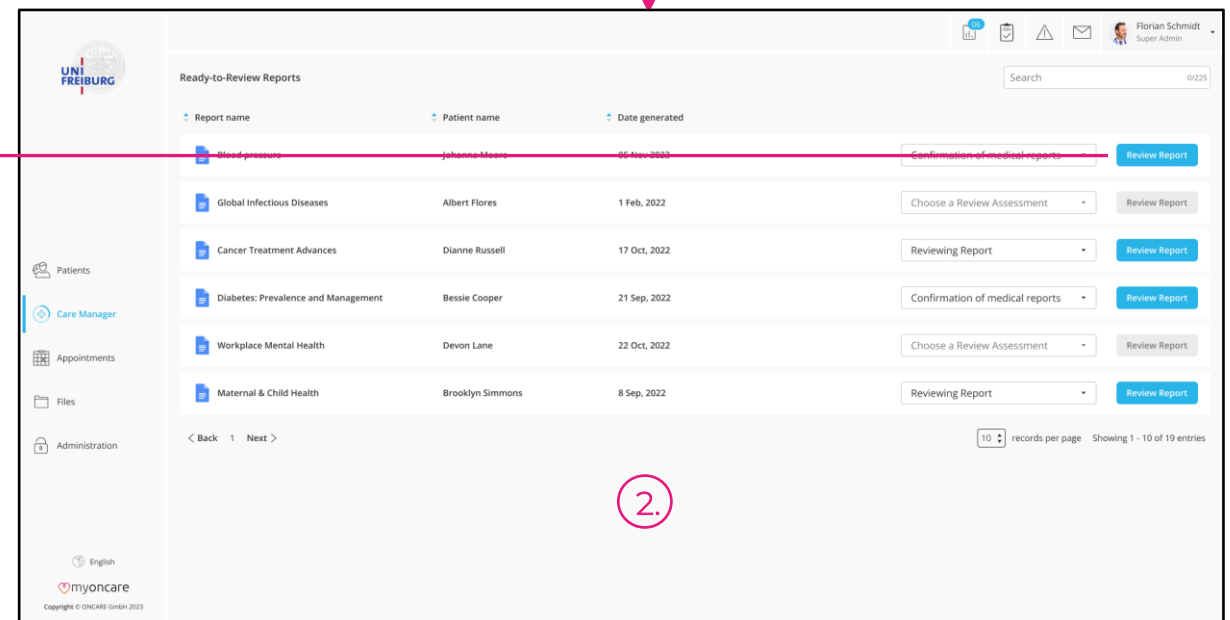 06
Florian Schmidt
Super Admin
UNI
FREIBURG
Ready-to-Review Reports
Search
0/225
Report name Patient name Date generated
Blood pressure Johanna Moore 05 Nov 2023 Confirmation of medical reports Review Report
Global Infectious Diseases Albert Flores 1 Feb, 2022 Choose a Review Assessment Review Report
Cancer Treatment Advances Dianne Russell 17 Oct, 2022 Reviewing Report Review Report
Diabetes: Prevalence and Management Bessie Cooper 21 Sep, 2022 Confirmation of medical reports Review Report
Workplace Mental Health Devon Lane 22 Oct, 2022 Choose a Review Assessment Review Report
Maternal & Child Health Brooklyn Simmons 8 Sep, 2022 Reviewing Report Review Report
< Back 1 Next >
10 records per page Showing 1 - 10 of 19 entries
Patients
Care Manager
Appointments
Files
Administration
2.
English
myoncare
Copyright © ONCARE GmbH 2023